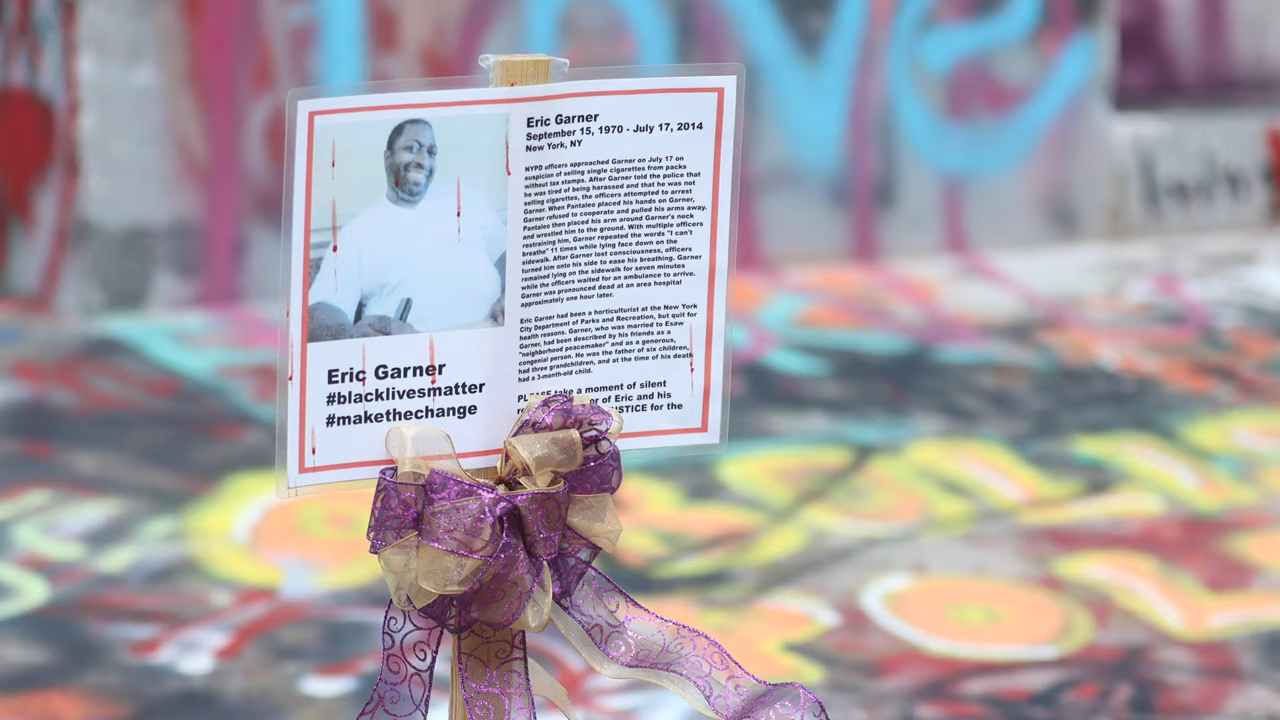 love
Eric Garner
September 15, 1970 - July 17, 2014
New York, NY
NYPD officers approached Garner on July 17 on
suspicion of selling single cigarettes from packs
without tax stamps. After Garner told the police that
he was tired of being harassed and that he was not
selling cigarettes, the officers attempted to arrest
Garner. When Pantaleo placed his hands on Garner,
Garner refused to cooperate and pulled his arms away.
Pantaleo then placed his arm around Garner's neck
and wrestled him to the ground. With multiple officers
restraining him, Garner repeated the words "I can't
breathe" 11 times while lying face down on the
sidewalk. After Garner lost consciousness, officers
turned him onto his side to ease his breathing. Garner
remained lying on the sidewalk for seven minutes
while the officers waited for an ambulance to arrive.
Garner was pronounced dead at an area hospital
approximately one hour later.
Eric Garner had been a horticulturist at the New York
City Department of Parks and Recreation, but quit for
health reasons. Garner, who was married to Esaw
Garner, had been described by his friends as a
"neighborhood peacemaker" and as a generous,
congenial person. He was the father of six children,
had three grandchildren, and at the time of his death
had a 3-month-old child.
PLEASE take a moment of silent
of Eric and his
for the
Eric Garner
#blacklivesmatter
#makethechange